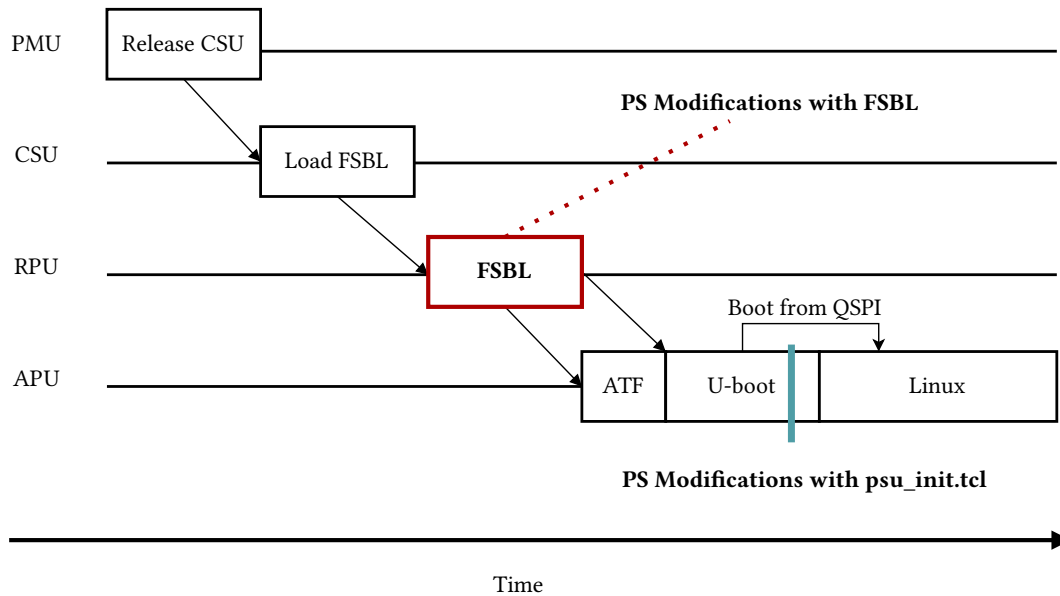 PMU
Release CSU
PS Modifications with FSBL
CSU
Load FSBL
RPU
FSBL
Boot from QSPI
APU
ATF
U-boot
Linux
PS Modifications with psu_init.tcl
Time